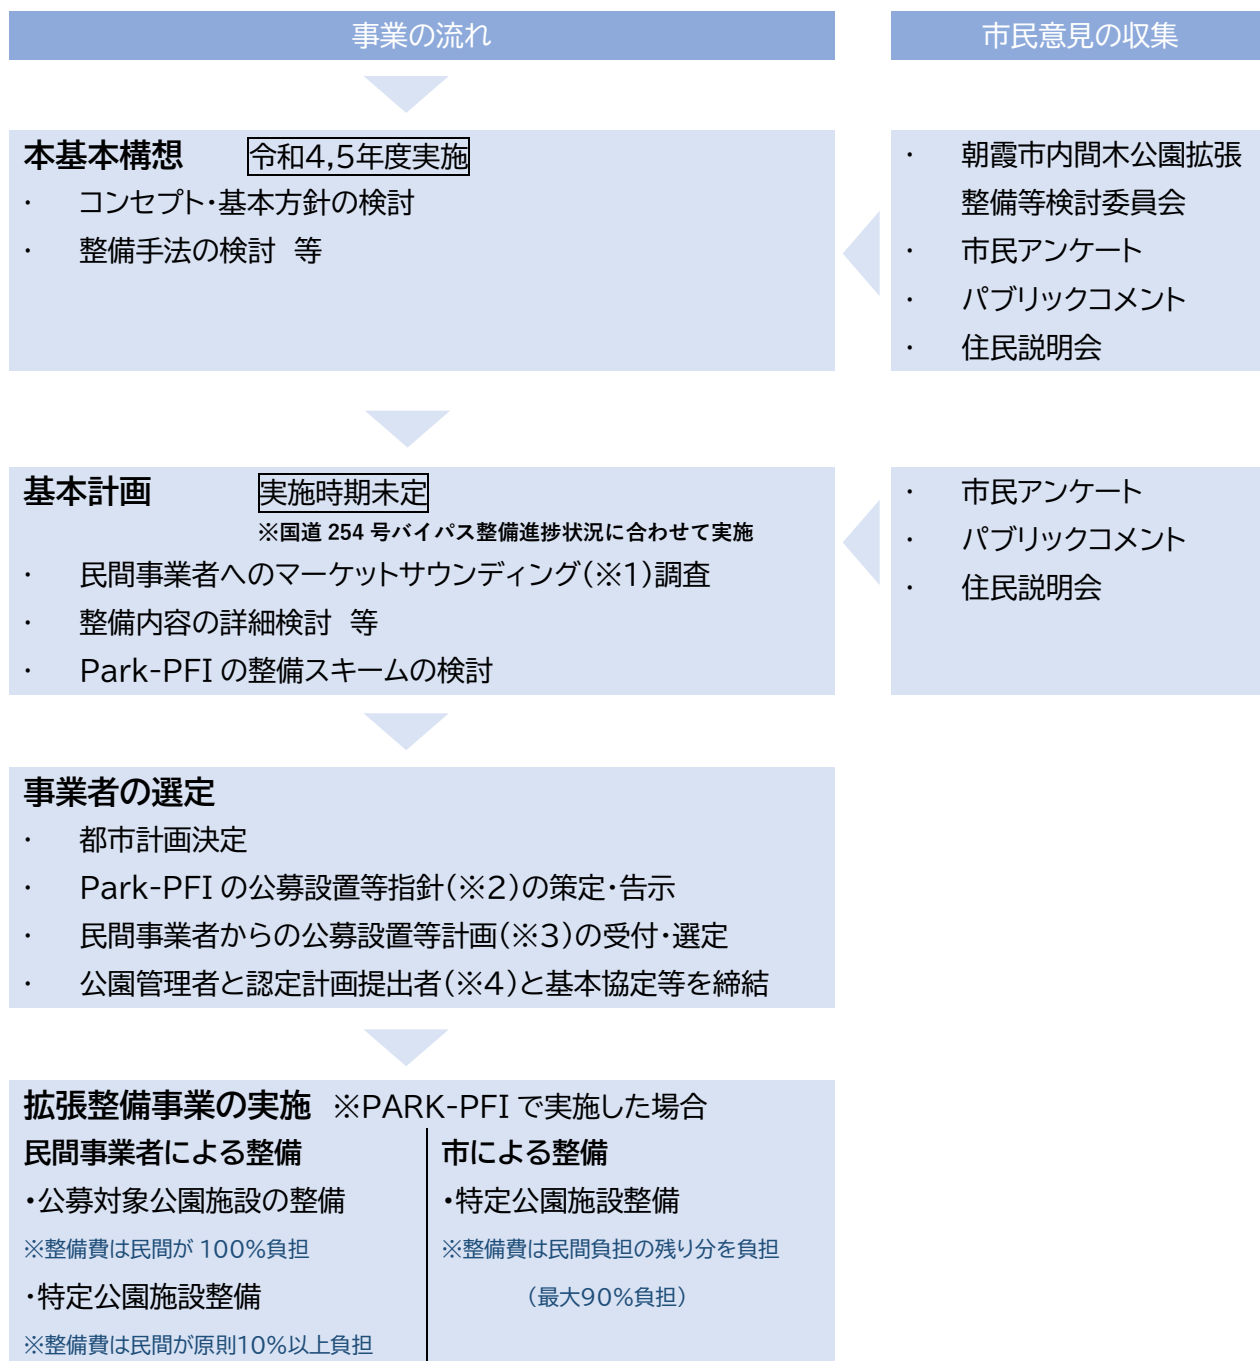 事業の流れ
市民意見の収集
本基本構想 令和4,5年度実施
・ コンセプト・基本方針の検討
・ 整備手法の検討 等
・ 朝霞市内間木公園拡張
整備等検討委員会
・ 市民アンケート
・ パブリックコメント
・ 住民説明会
基本計画 実施時期未定
※国道 254 号バイパス整備進捗状況に合わせて実施
・ 民間事業者へのマーケットサウンディング(※1)調査
・ 整備内容の詳細検討 等
・ Park-PFI の整備スキームの検討
・ 市民アンケート
・ パブリックコメント
・ 住民説明会
事業者の選定
・ 都市計画決定
・ Park-PFI の公募設置等指針(※2)の策定・告示
・ 民間事業者からの公募設置等計画(※3)の受付・選定
・ 公園管理者と認定計画提出者(※4)と基本協定等を締結
拡張整備事業の実施 ※PARK-PFI で実施した場合
民間事業者による整備
・公募対象公園施設の整備
※整備費は民間が 100%負担
・特定公園施設整備
※整備費は民間が原則10%以上負担
市による整備
・特定公園施設整備
※整備費は民間負担の残り分を負担
(最大90%負担)